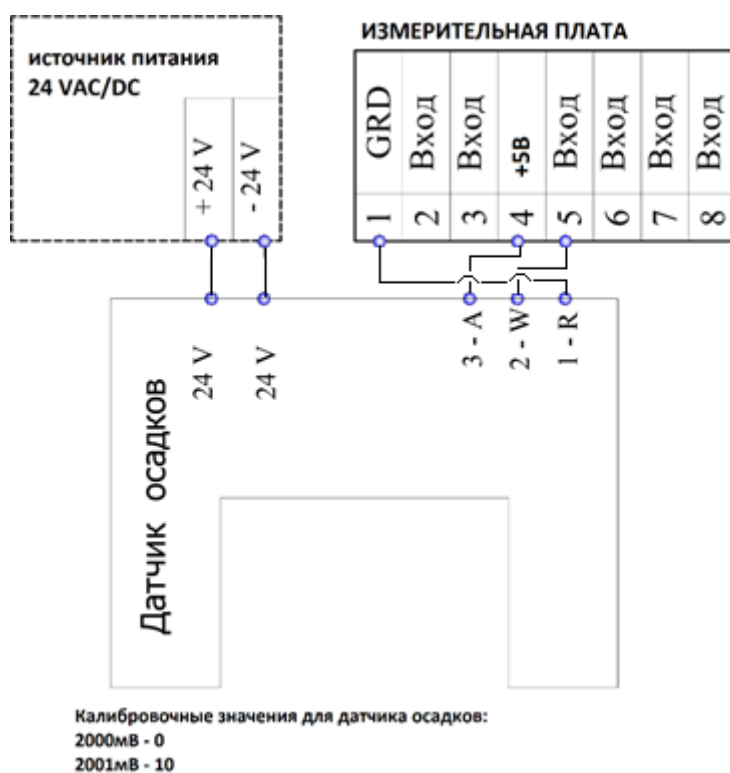 источник питания
24 VAC/DC
+ 24 V
- 24 V
ИЗМЕРИТЕЛЬНАЯ ПЛАТА
1 GRD
2 Вход
3 Вход
4 +5В
5 Вход
6 Вход
7 Вход
8 Вход
24 V
24 V
3 - A
2 - W
1 - R
Датчик осадков
Калибровочные значения для датчика осадков:
2000мВ - 0
2001мВ - 10